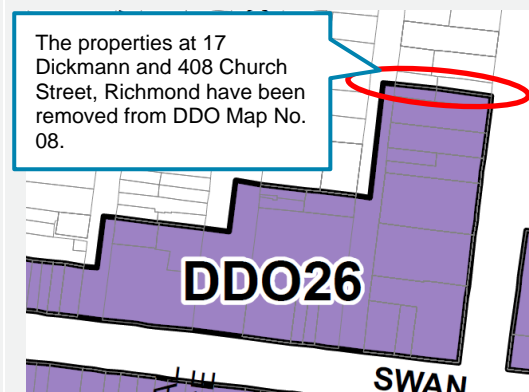 The properties at 17
Dickmann and 408 Church
Street, Richmond have been
removed from DDO Map No.
08.
DDO26
SWAN